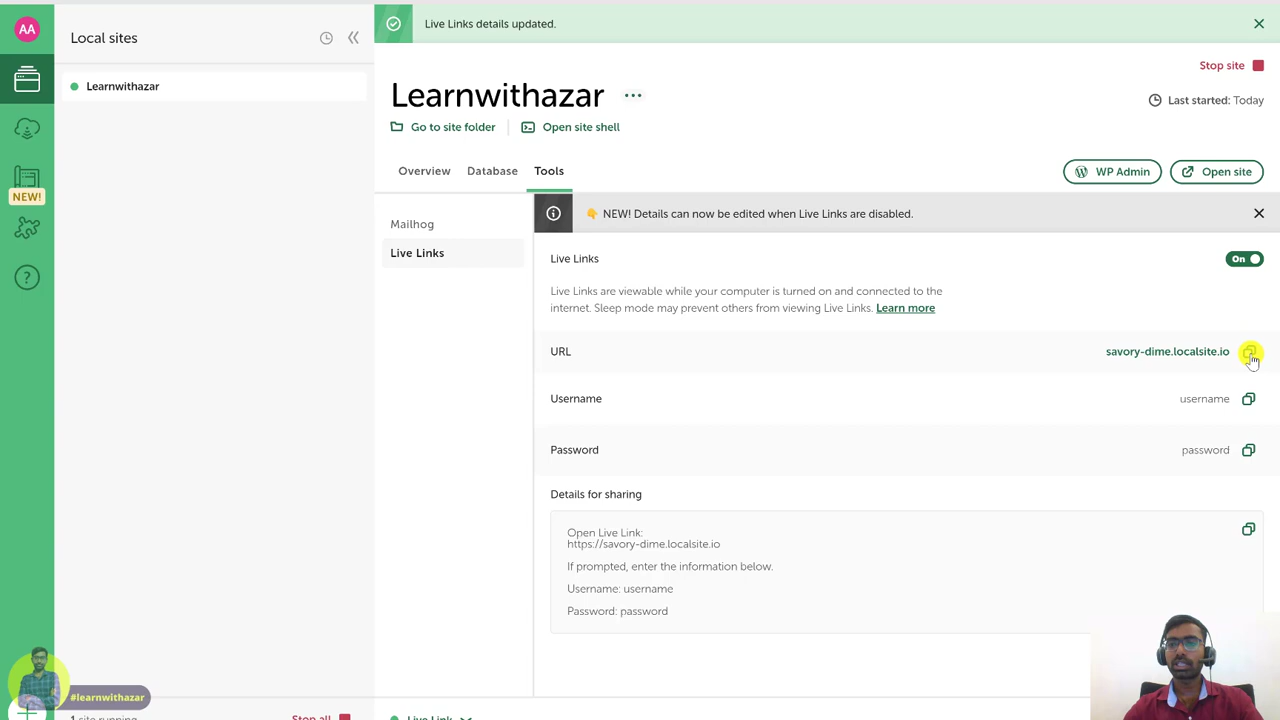 AA
Local sites
Live Links details updated.
Learnwithazar
Stop site
Learnwithazar
Last started: Today
Go to site folder
Open site shell
Overview
Database
Tools
WP Admin
Open site
NEW!
Mailhog
Live Links
NEW! Details can now be edited when Live Links are disabled.
Live Links
On
Live Links are viewable while your computer is turned on and connected to the
internet. Sleep mode may prevent others from viewing Live Links. Learn more
URL
savory-dime.localsite.io
Username
username
Password
password
Details for sharing
Open Live Link:
https://savory-dime.localsite.io
If prompted, enter the information below.
Username: username
Password: password
#learnwithazar
1 site running
Stop all
Live Link